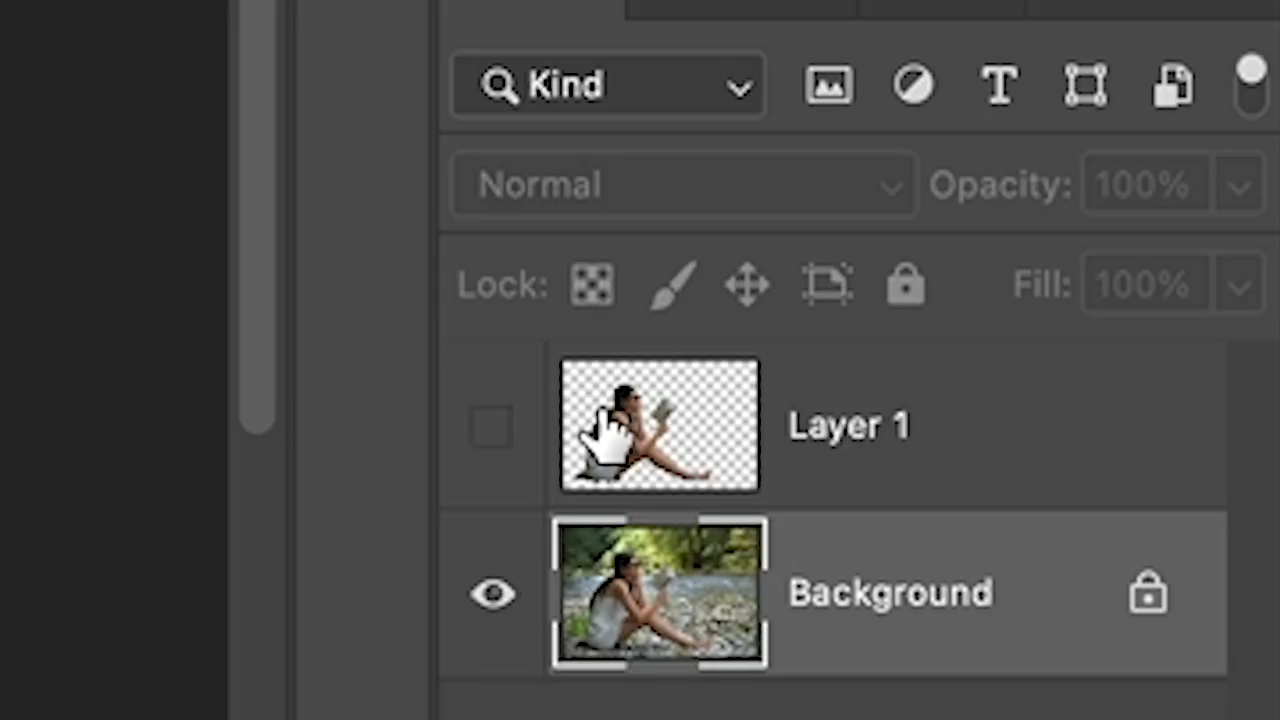 Kind
Normal Opacity: 100%
Lock: Fill: 100%
Layer 1
Background